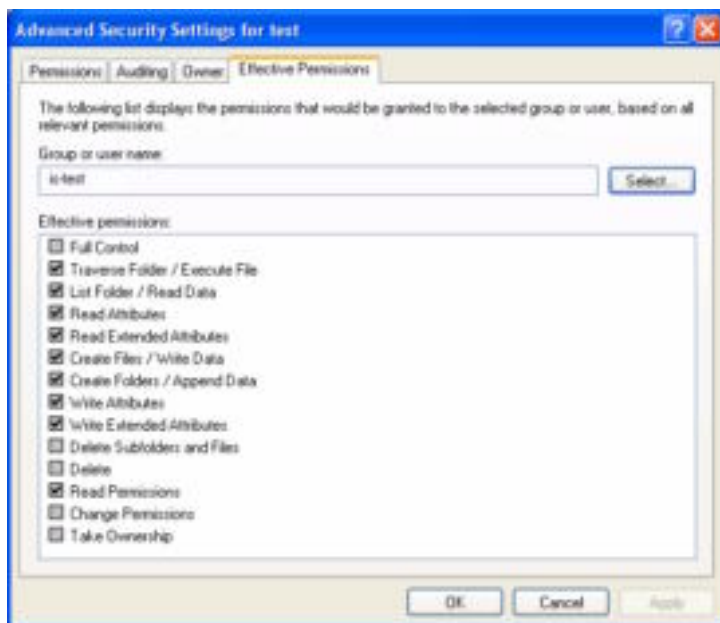 Advanced Security Settings for test
Permissions Auditing Owner Effective Permissions
The following list displays the permissions that would be granted to the selected group or user, based on all
relevant permissions.
Group or user name:
is-test
Select...
Effective permissions:
Full Control
Traverse Folder / Execute File
List Folder / Read Data
Read Attributes
Read Extended Attributes
Create Files / Write Data
Create Folders / Append Data
Write Attributes
Write Extended Attributes
Delete Subfolders and Files
Delete
Read Permissions
Change Permissions
Take Ownership
OK Cancel Apply